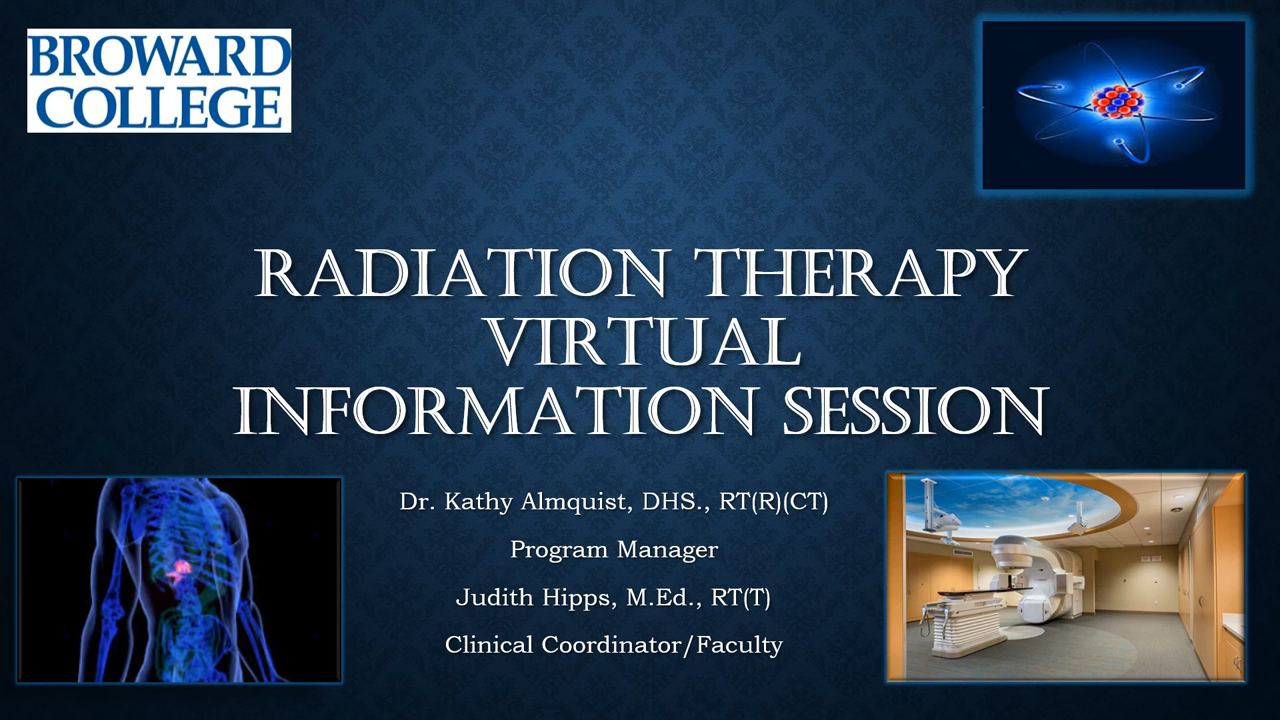 BROWARD
COLLEGE
RADIATION THERAPY
VIRTUAL
INFORMATION SESSION
Dr. Kathy Almquist, DHS., RT(R)(CT)
Program Manager
Judith Hipps, M.Ed., RT(T)
Clinical Coordinator/Faculty